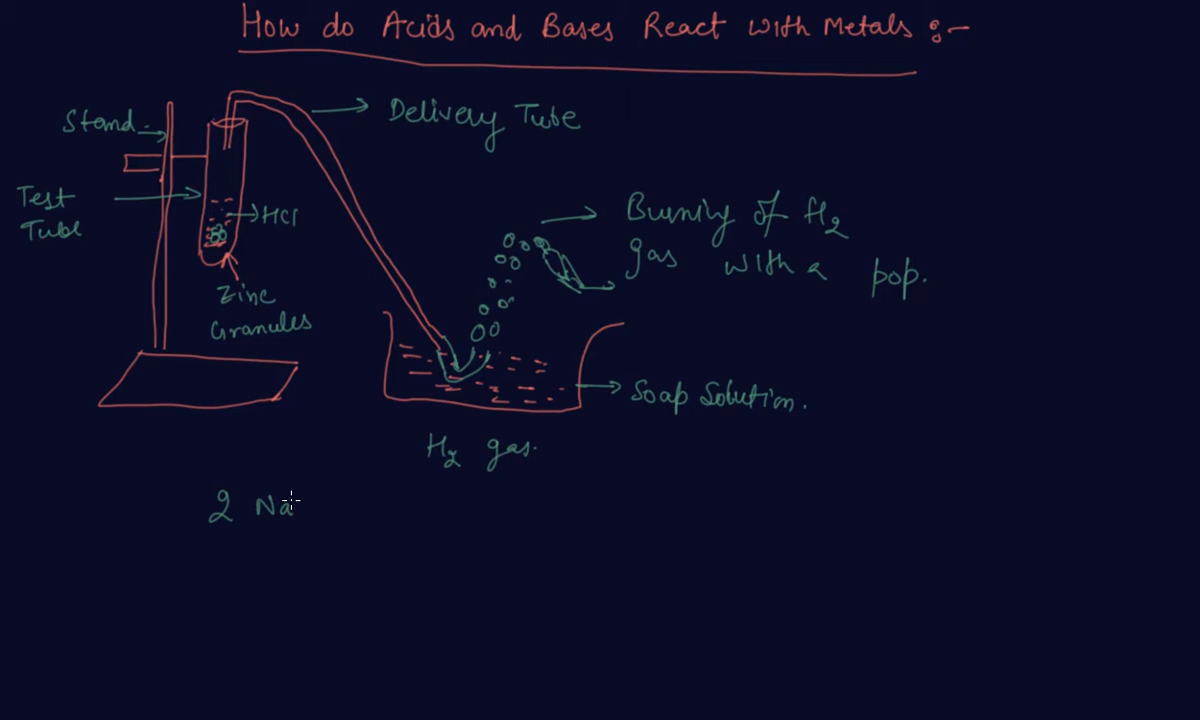 How do Acids and Bases React with Metals :-
Stand
Delivery Tube
Test
Tube
HCl
Zinc
Granules
Burning of H2
gas with a pop.
Soap Solution.
H2 gas.
2 Na